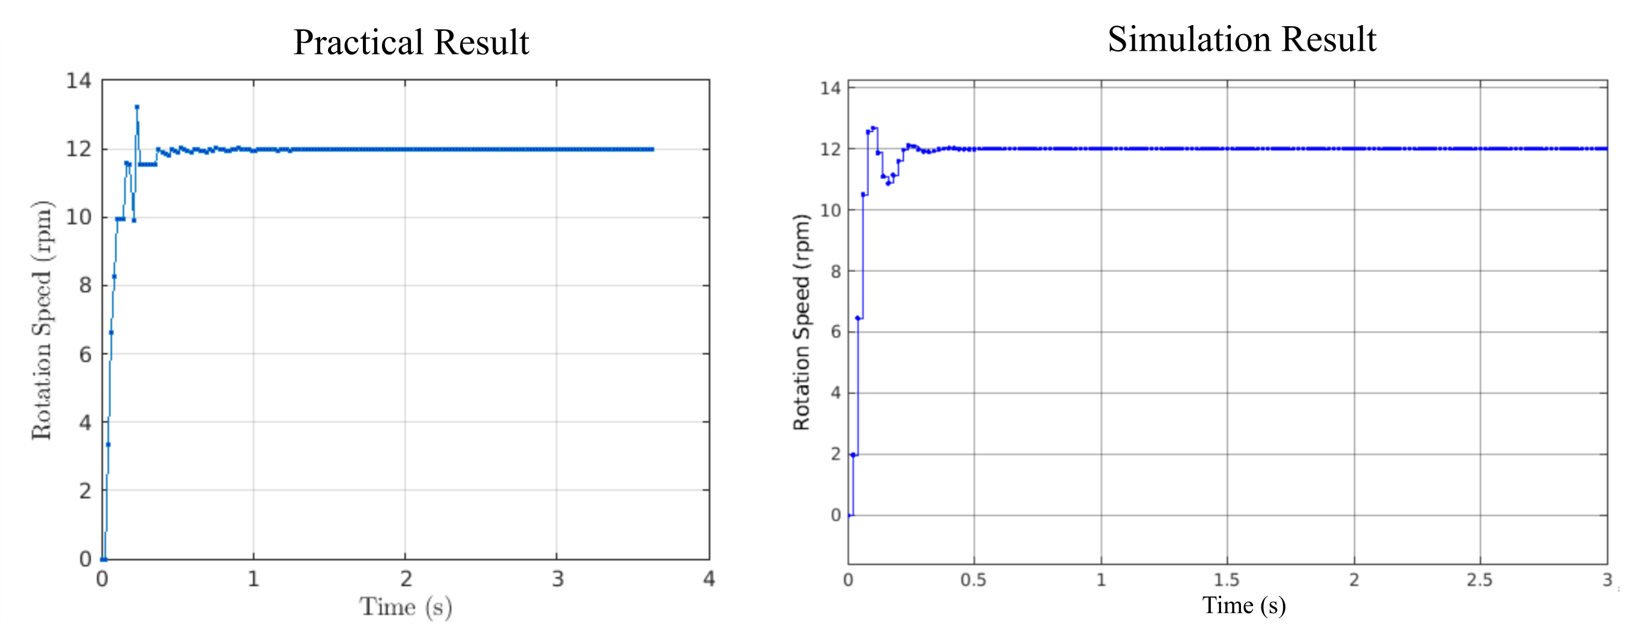 Practical Result
14
12
10
8
6
4
2
0
0 1 2 3 4
Rotation Speed (rpm)
Time (s)
Simulation Result
14
12
10
8
6
4
2
0
0 0.5 1 1.5 2 2.5 3
Rotation Speed (rpm)
Time (s)